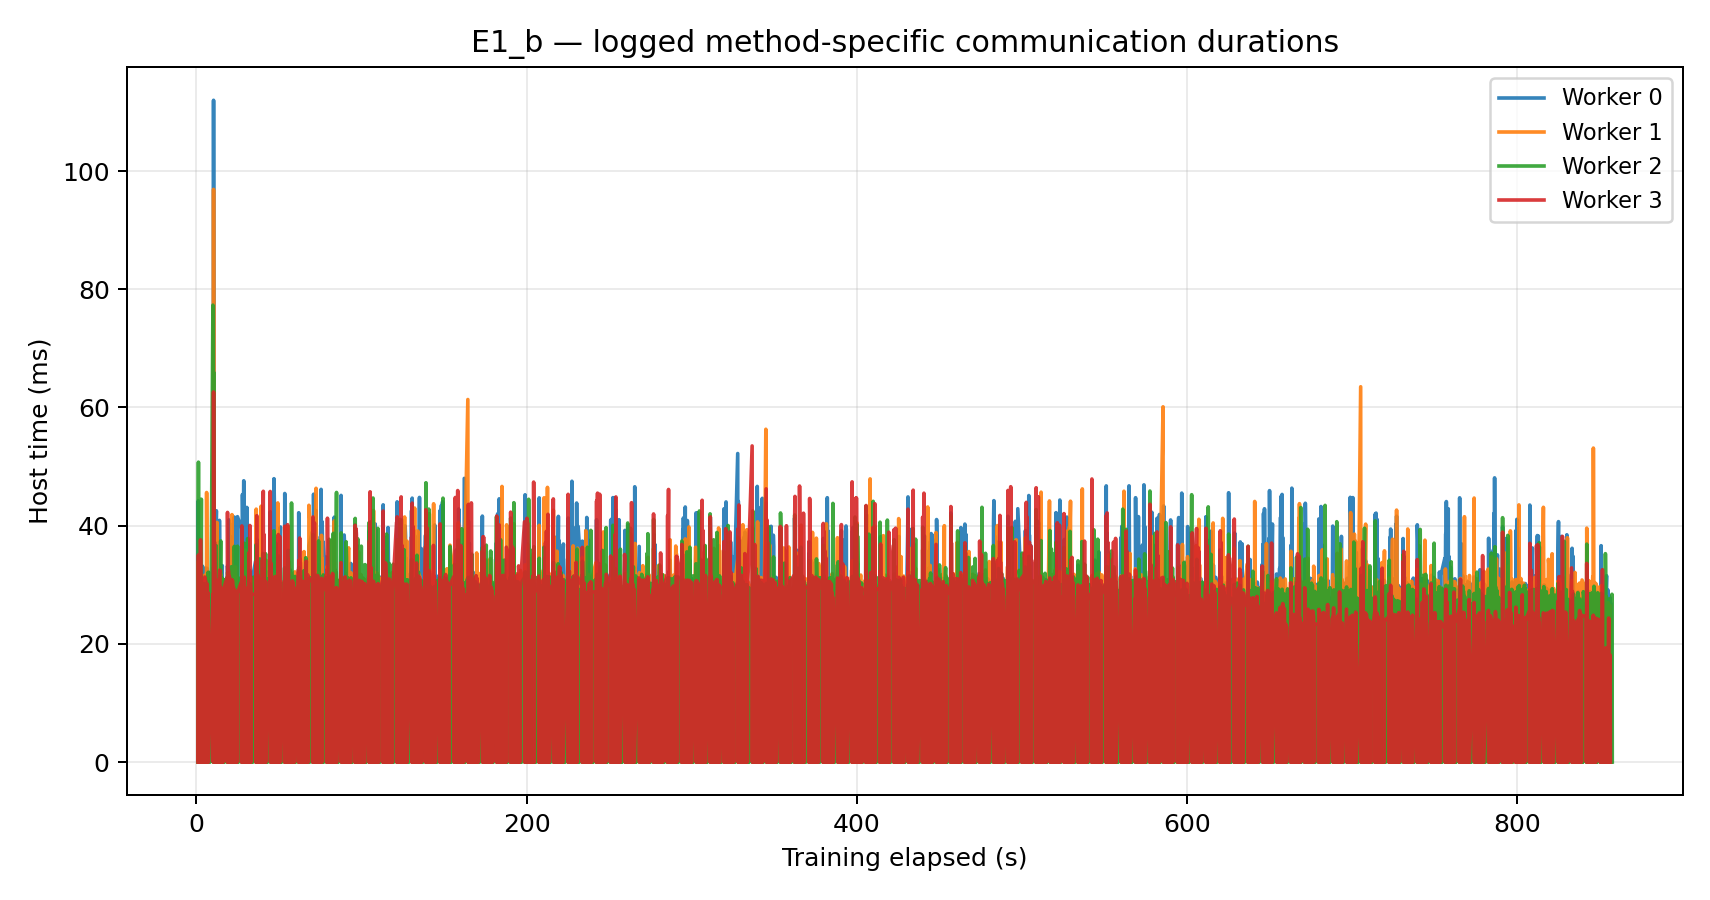 E1_b — logged method-specific communication durations
Worker 0
Worker 1
Worker 2
Worker 3
100
80
60
40
20
0
Host time (ms)
0 200 400 600 800
Training elapsed (s)